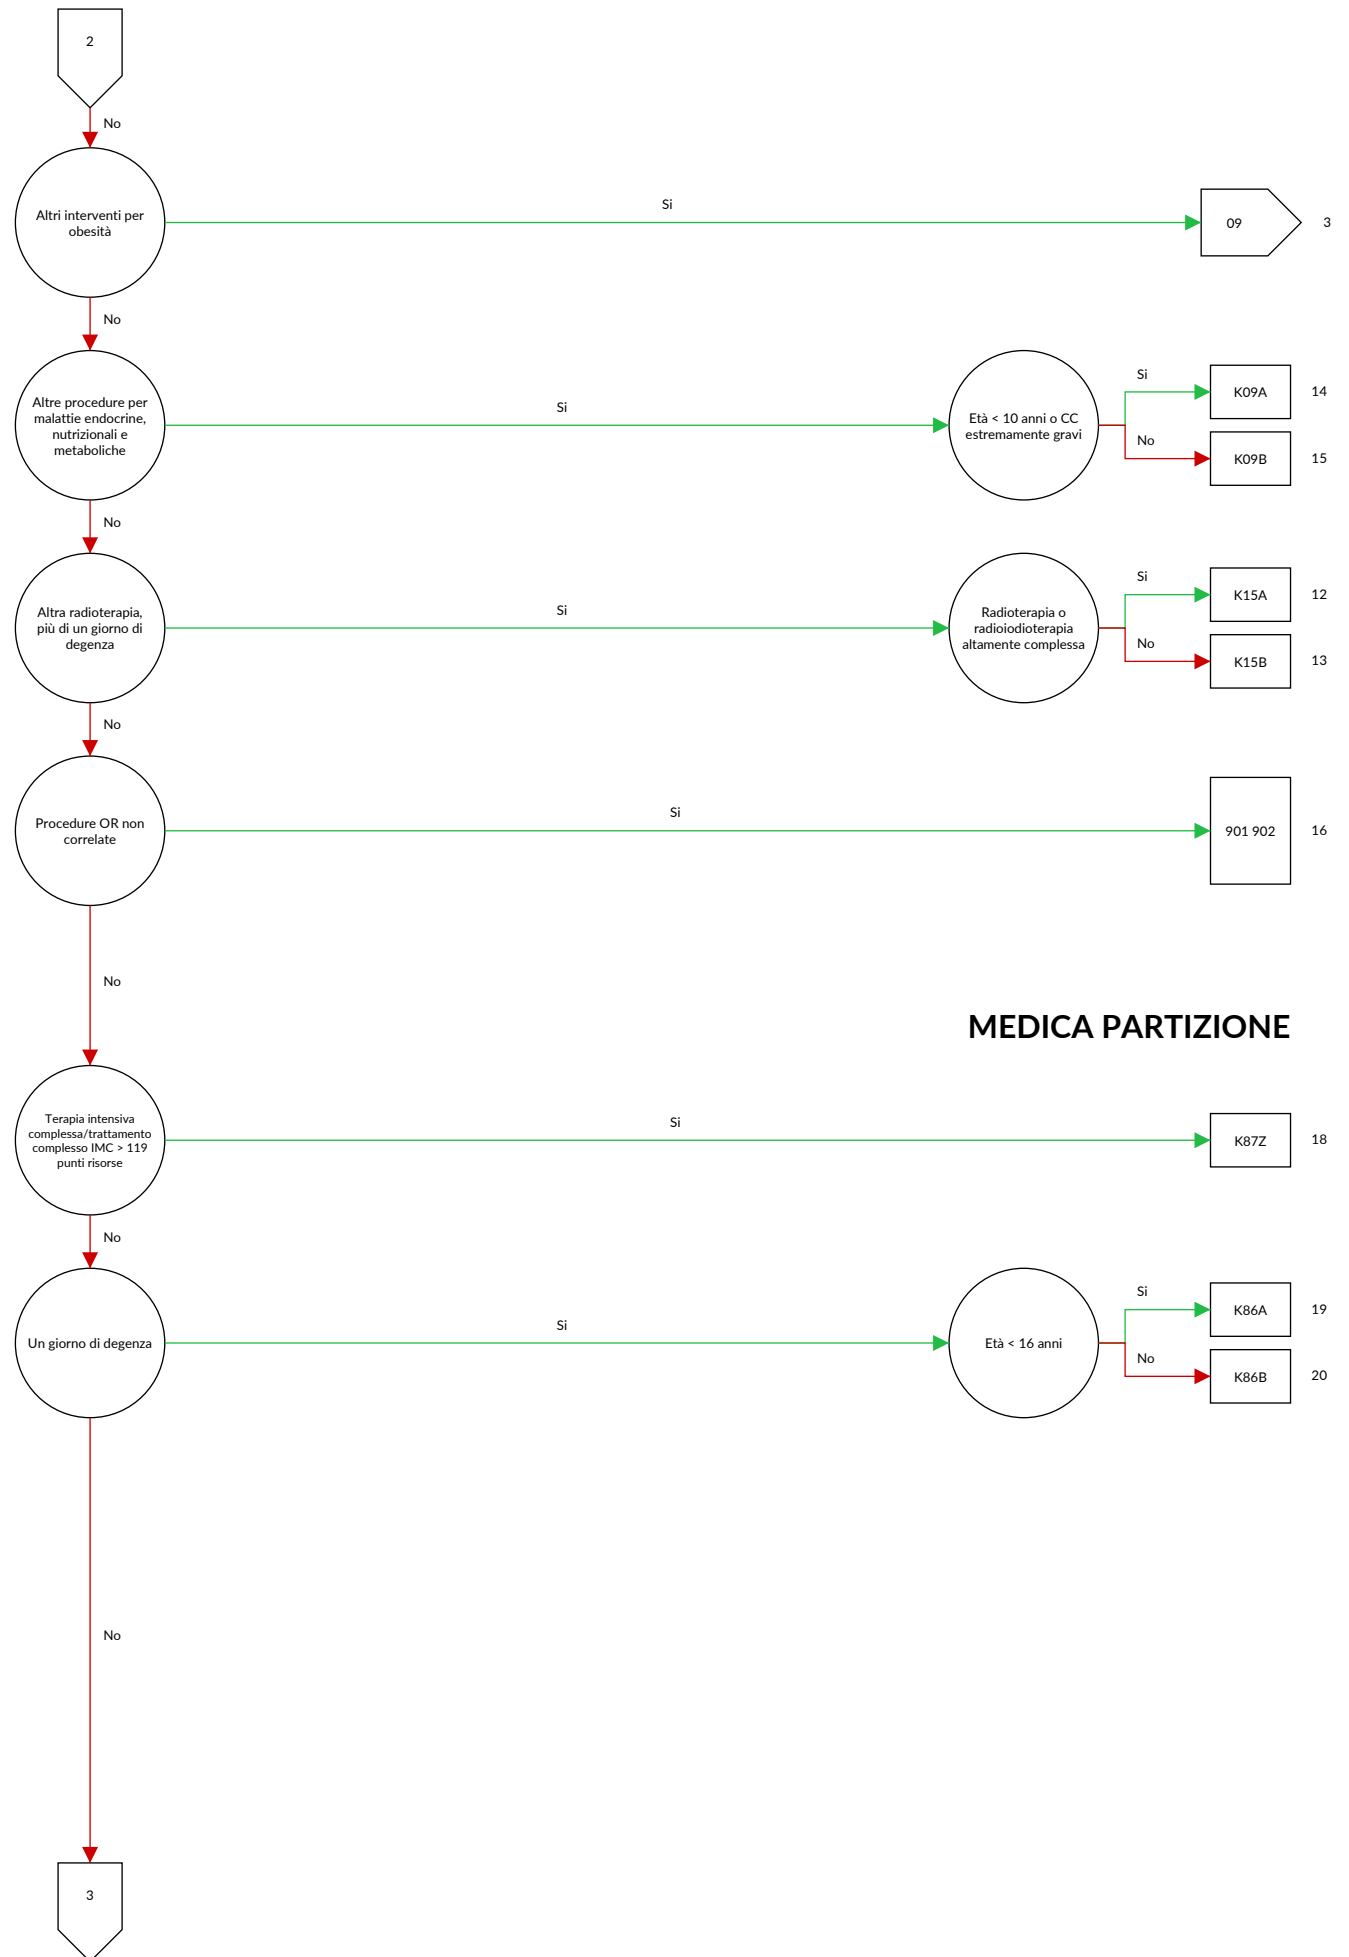 2
No
Altri interventi per
obesità
Si
09
3
No
Altre procedure per
malattie endocrine,
nutrizionali e
metaboliche
Si
Età < 10 anni o CC
estremamente gravi
Si
K09A
14
No
K09B
15
No
Altra radioterapia,
più di un giorno di
degenza
Si
Radioterapia o
radioiodioterapia
altamente complessa
Si
K15A
12
No
K15B
13
No
Procedure OR non
correlate
Si
901 902
16
No
MEDICA PARTIZIONE
Terapia intensiva
complessa/trattamento
complesso IMC > 119
punti risorse
Si
K87Z
18
No
Un giorno di degenza
Si
Età < 16 anni
Si
K86A
19
No
K86B
20
No
3